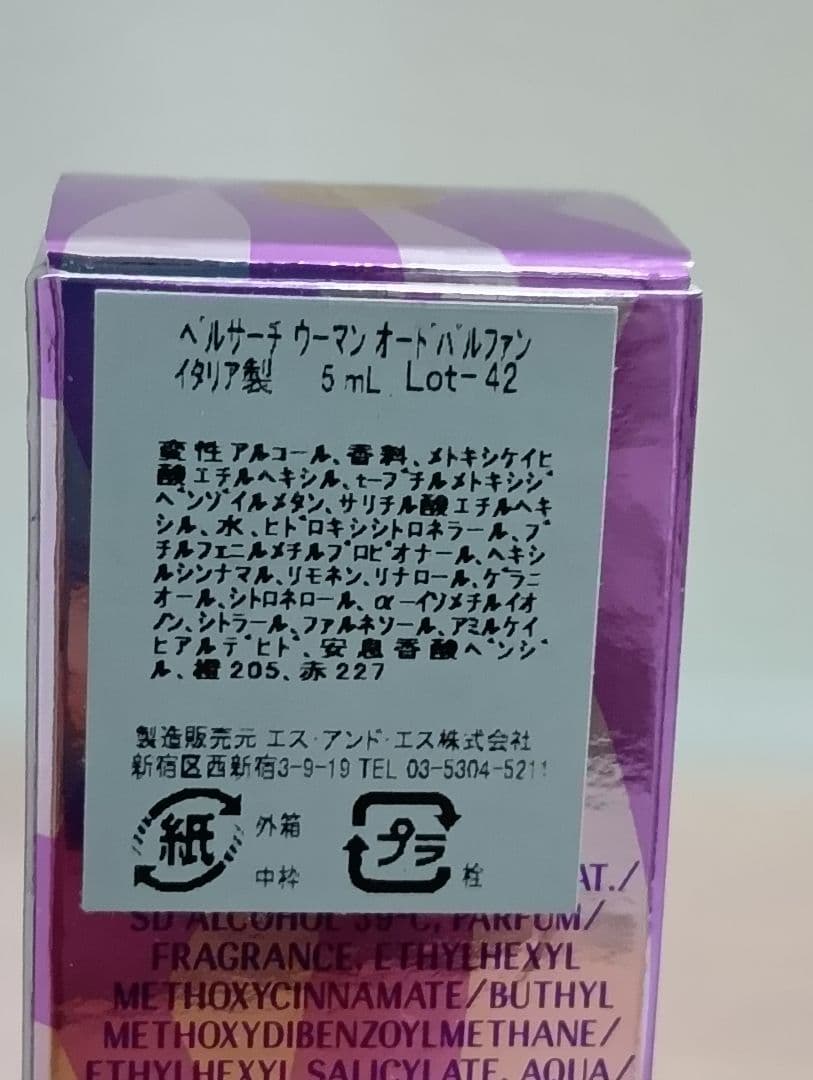 ベルサーチ ウーマン オードパルファン
イタリア製 5mL Lot-42
変性アルコール、香料、メトキシケイヒ
酸エチルヘキシル、t-ブチルメトキシジ
ベンゾイルメタン、サリチル酸エチルヘキ
シル、水、ヒドロキシシトロネラール、ブ
チルフェニルメチルプロピオナール、ヘキシ
ルシンナマル、リモネン、リナロール、ゲラニ
オール、シトロネロール、α-イソメチルイオ
ノン、シトラール、ファルネソール、アミルケイ
ヒアルデヒド、安息香酸ベンジ
ル、橙205、赤227
製造販売元 エス・アンド・エス株式会社
新宿区西新宿3-9-19 TEL 03-5304-5211
紙 外箱 中枠 プラ 栓
AT./
SD ALCOHOL 39-C, PARFUM/
FRAGRANCE, ETHYLHEXYL
METHOXYCINNAMATE/BUTHYL
METHOXYDIBENZOYLMETHANE/
ETHYLHEXYL SALICYLATE, AQUA/